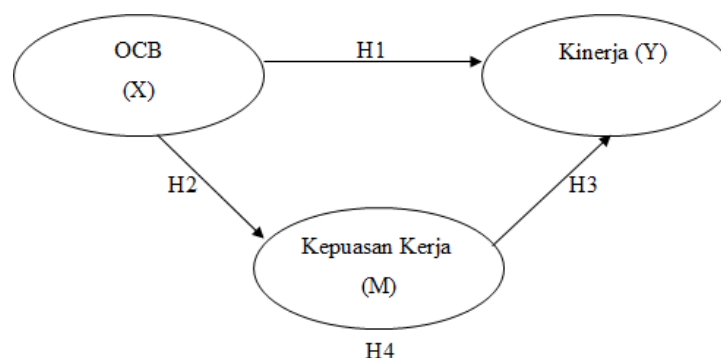 OCB
(X)
H1
Kinerja (Y)
H2
H3
Kepuasan Kerja
(M)
H4